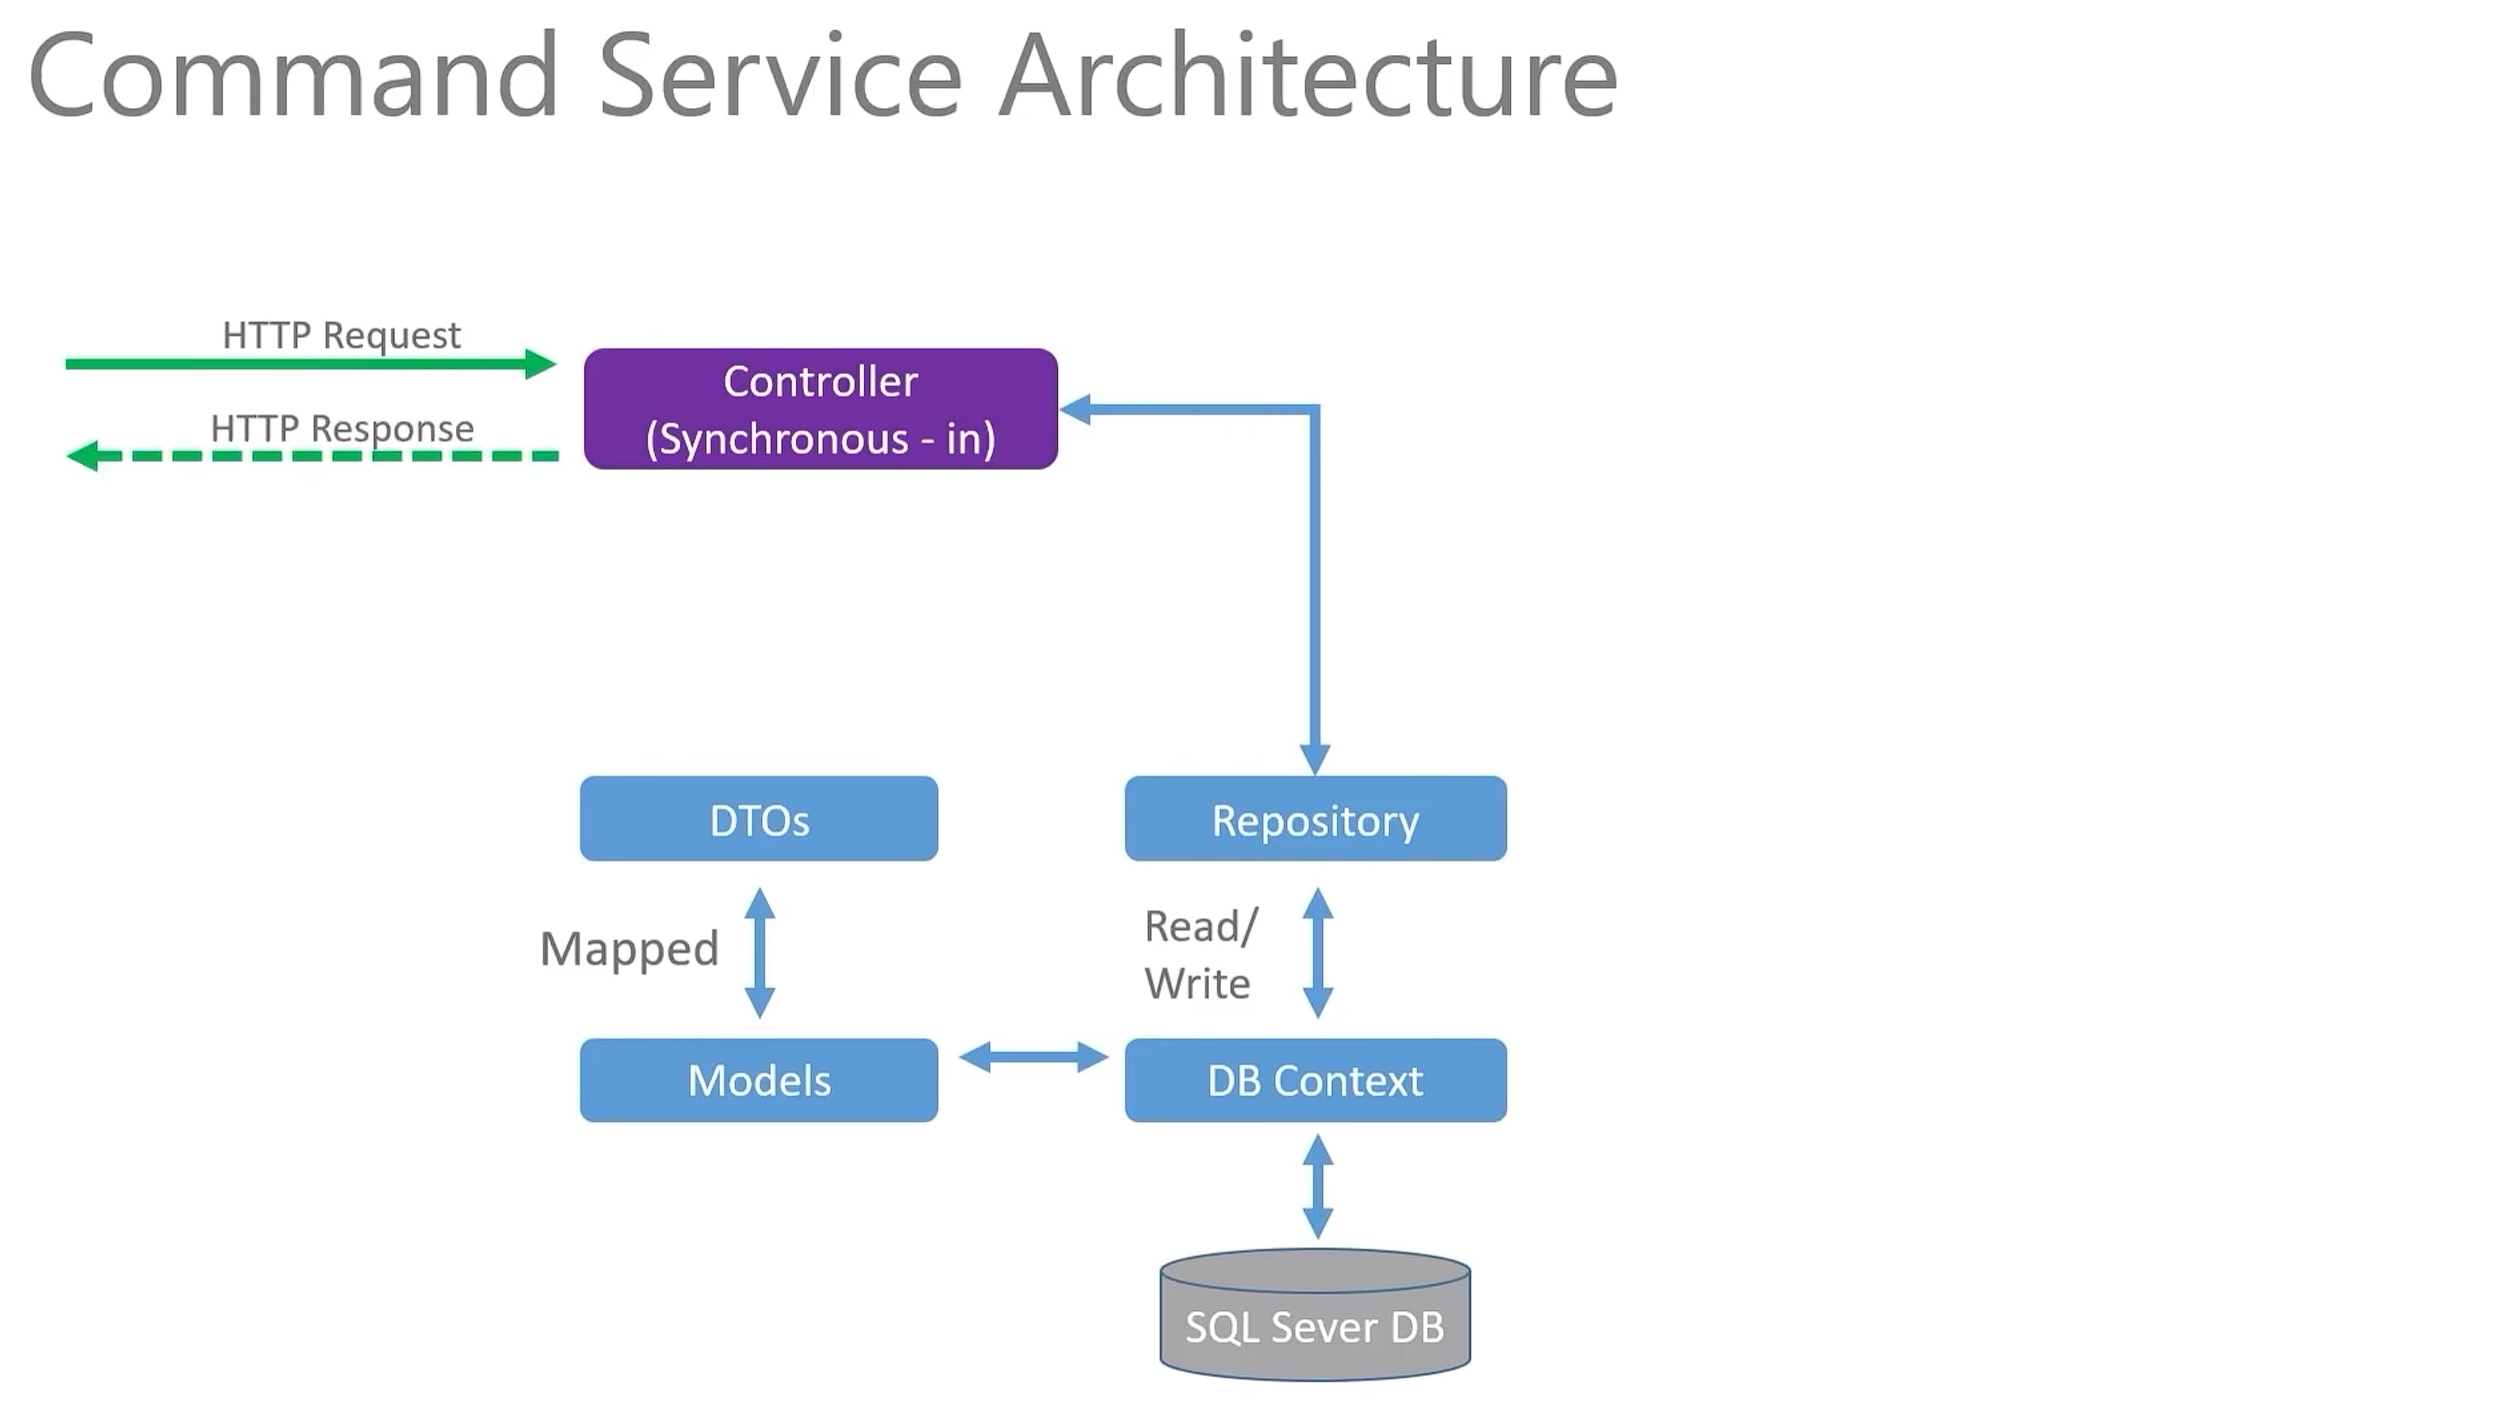 Command Service Architecture
HTTP Request
HTTP Response
Controller
(Synchronous - in)
DTOs
Repository
Mapped
Read/
Write
Models
DB Context
SQL Sever DB